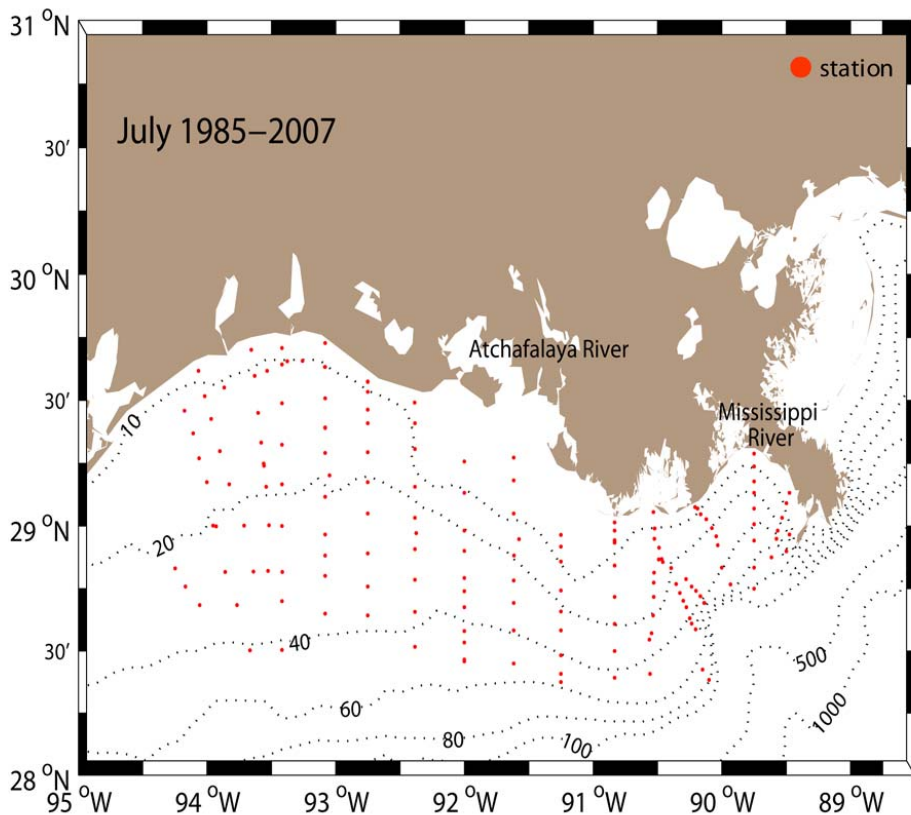 31 °N
station
July 1985–2007
30'
30 °N
Atchafalaya River
30'
Mississippi
River
10
29 °N
20
30'
40
500
60
1000
80
100
28 °N
95 °W
94 °W
93 °W
92 °W
91 °W
90 °W
89 °W